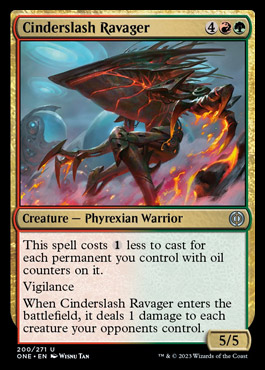 Cinderslash Ravager 4
Creature — Phyrexian Warrior
This spell costs 1 less to cast for
each permanent you control with oil
counters on it.
Vigilance
When Cinderslash Ravager enters the
battlefield, it deals 1 damage to each
creature your opponents control.
5/5
200/271 U
ONE • EN Wisnu Tan
™ & © 2023 Wizards of the Coast